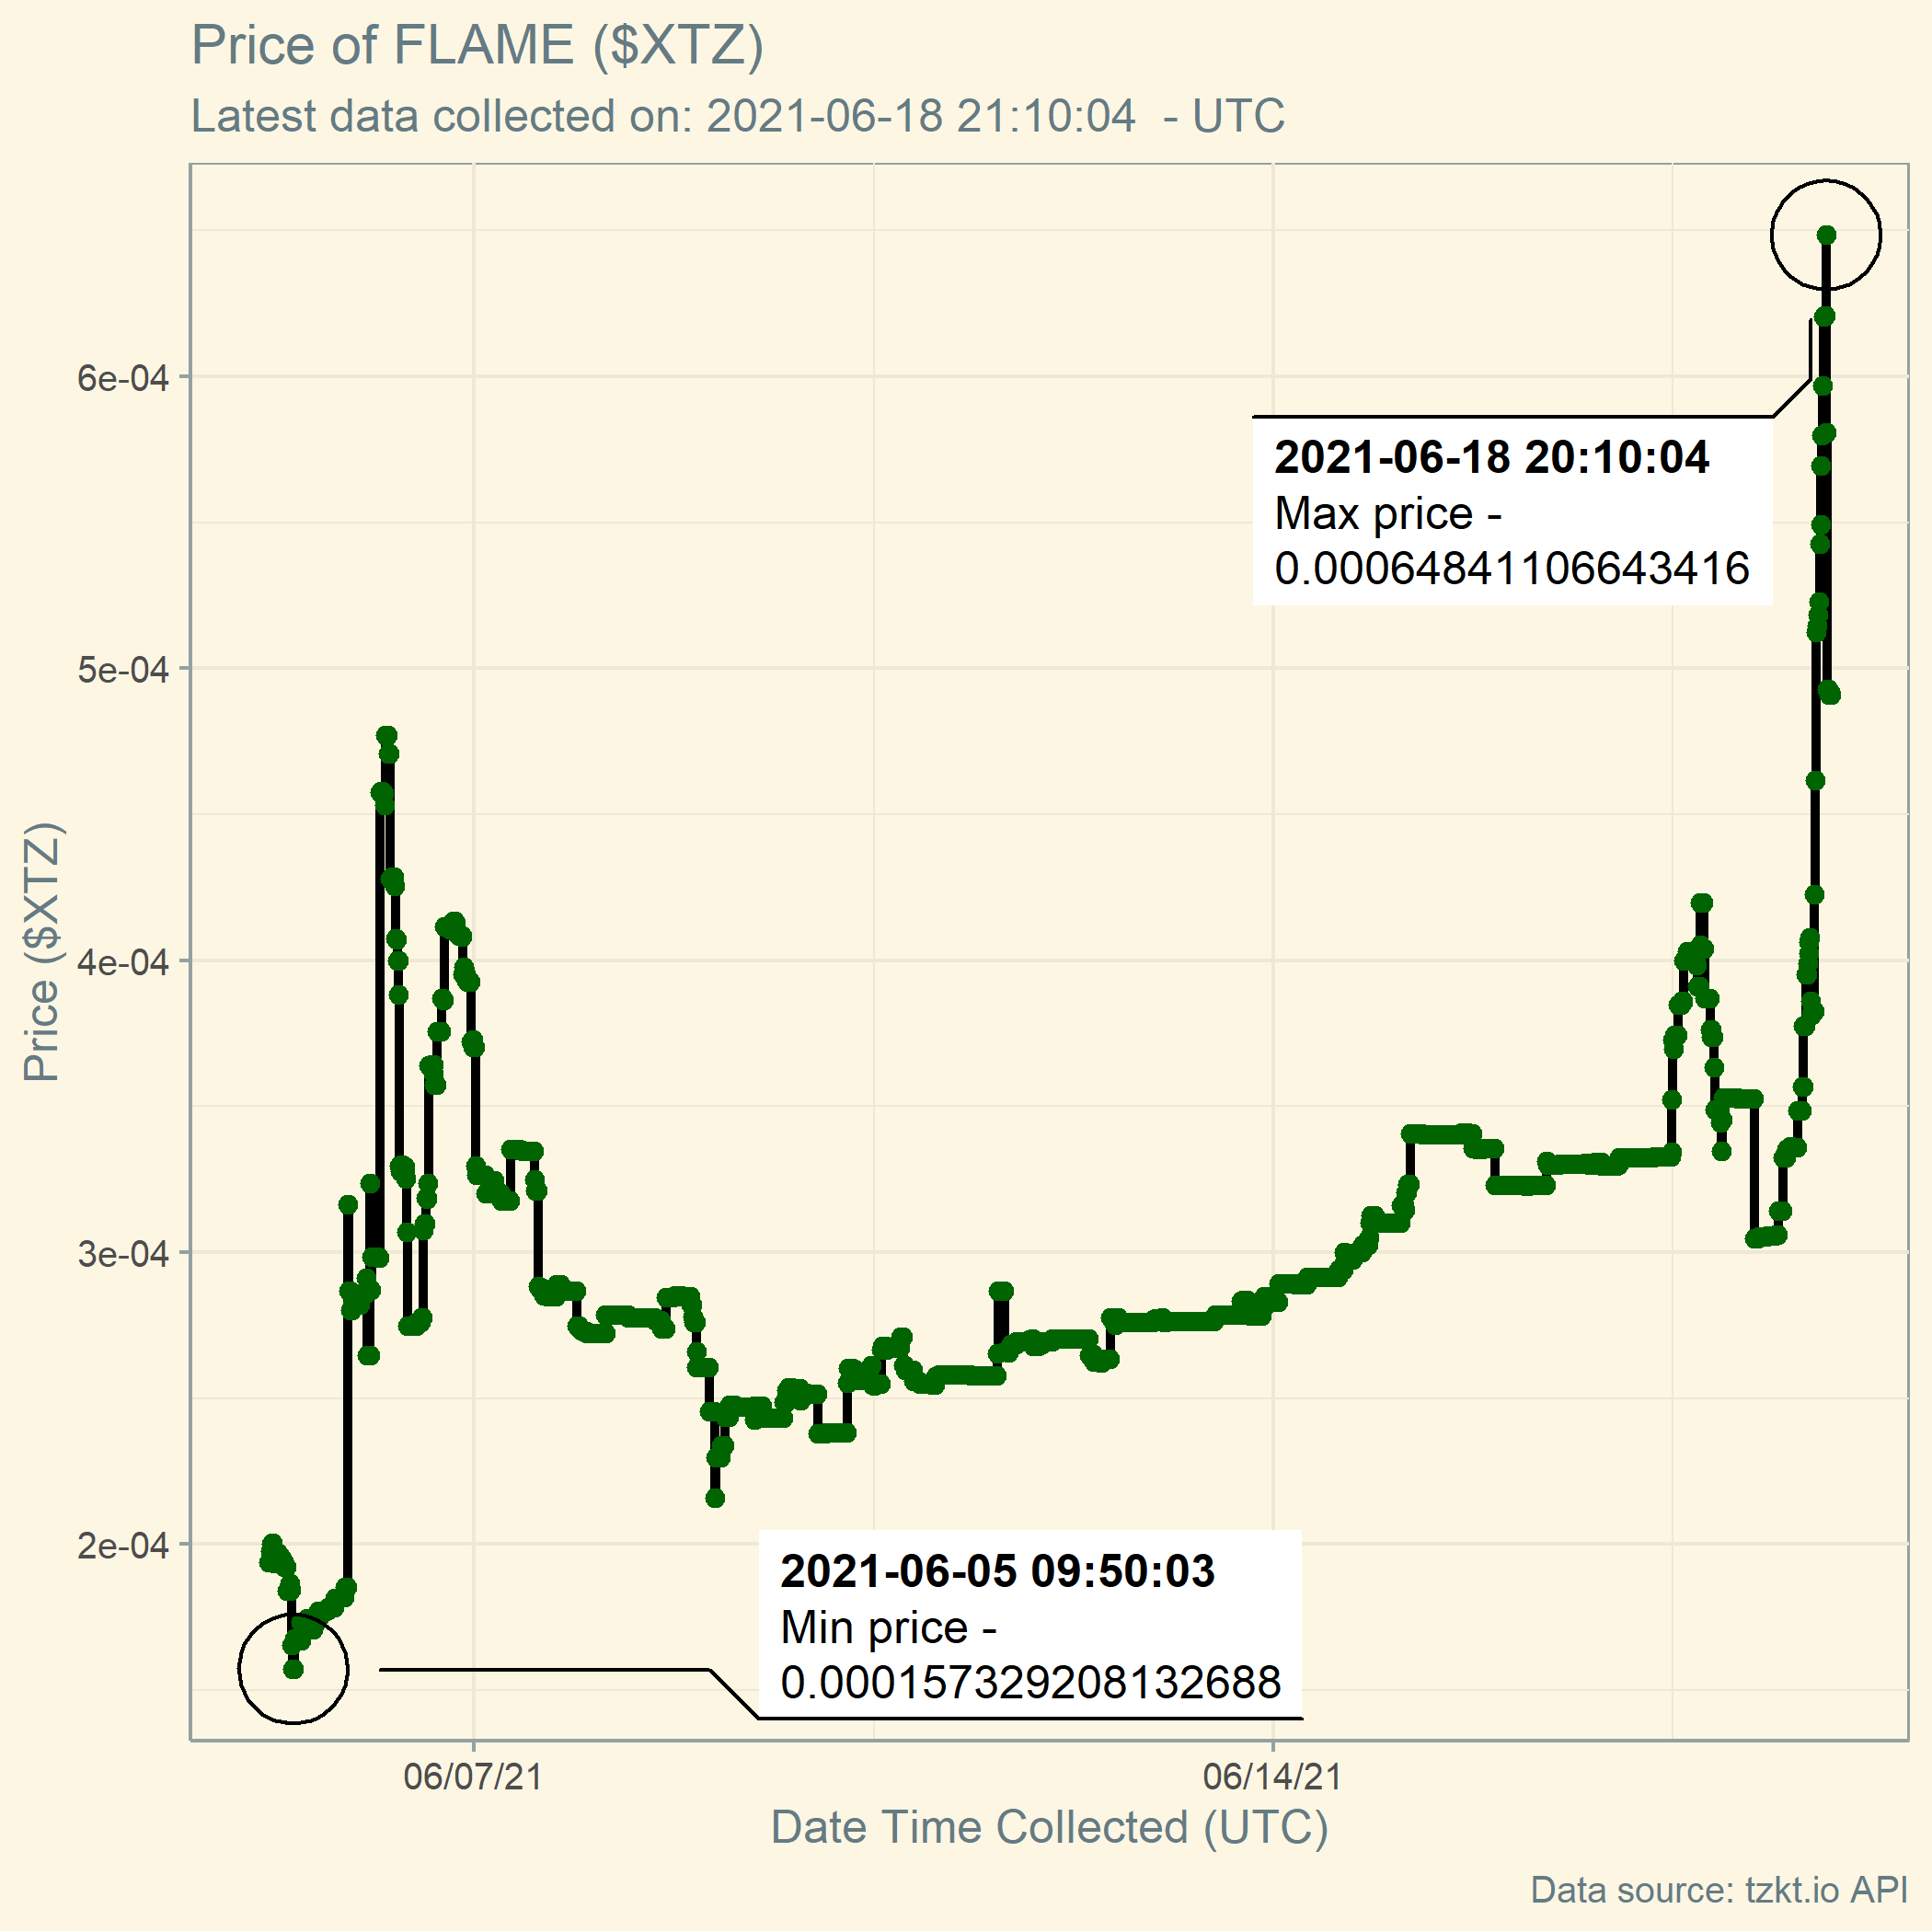 Price of FLAME ($XTZ)
Latest data collected on: 2021-06-18 21:10:04  - UTC
6e-04
5e-04
4e-04
3e-04
2e-04
Price ($XTZ)
2021-06-18 20:10:04
Max price -
0.00064841106643416
2021-06-05 09:50:03
Min price -
0.000157329208132688
06/07/21
06/14/21
Date Time Collected (UTC)
Data source: tzkt.io API